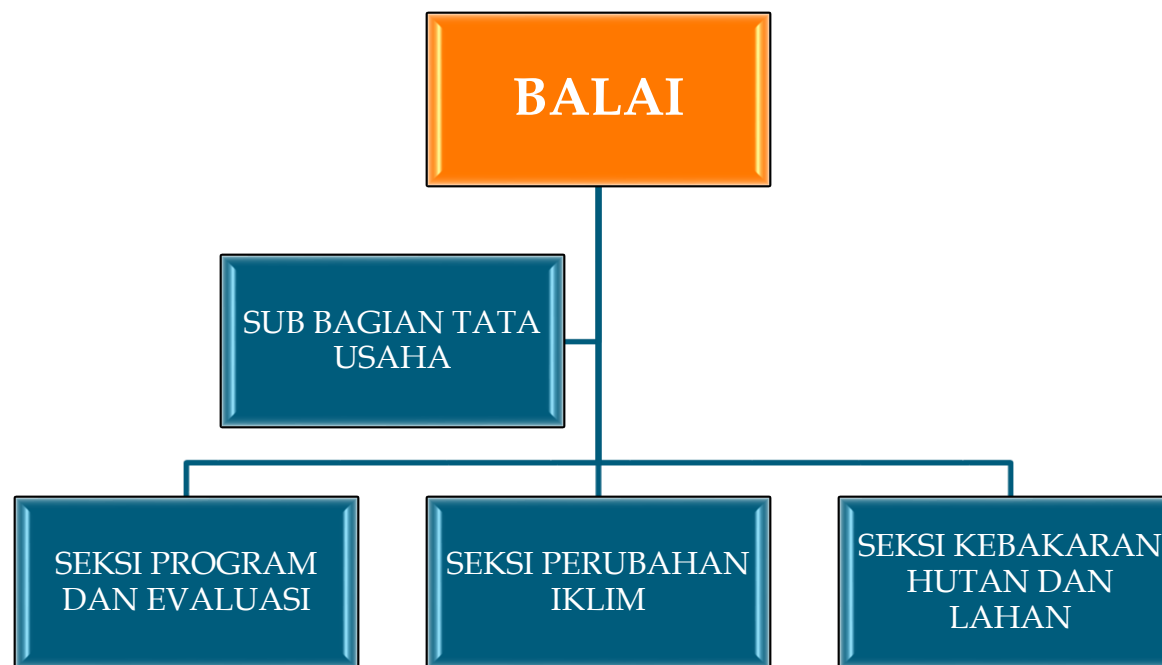 BALAI
SUB BAGIAN TATA
USAHA
SEKSI PROGRAM
DAN EVALUASI
SEKSI PERUBAHAN
IKLIM
SEKSI KEBAKARAN
HUTAN DAN
LAHAN